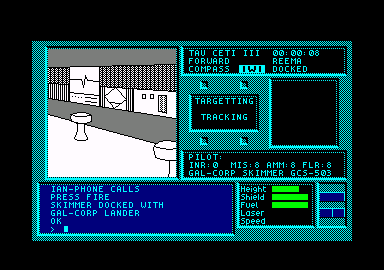 TAU CETI III 00:00:08
FORWARD REEMA
COMPASS |W| DOCKED
TARGETTING
TRACKING
PILOT:
INR:0 MIS:8 AMM:8 FLR:8
GAL-CORP SKIMMER GCS-503
IAN-PHONE CALLS
PRESS FIRE
SKIMMER DOCKED WITH
GAL-CORP LANDER
OK
>
Height
Shield
Fuel
Laser
Speed